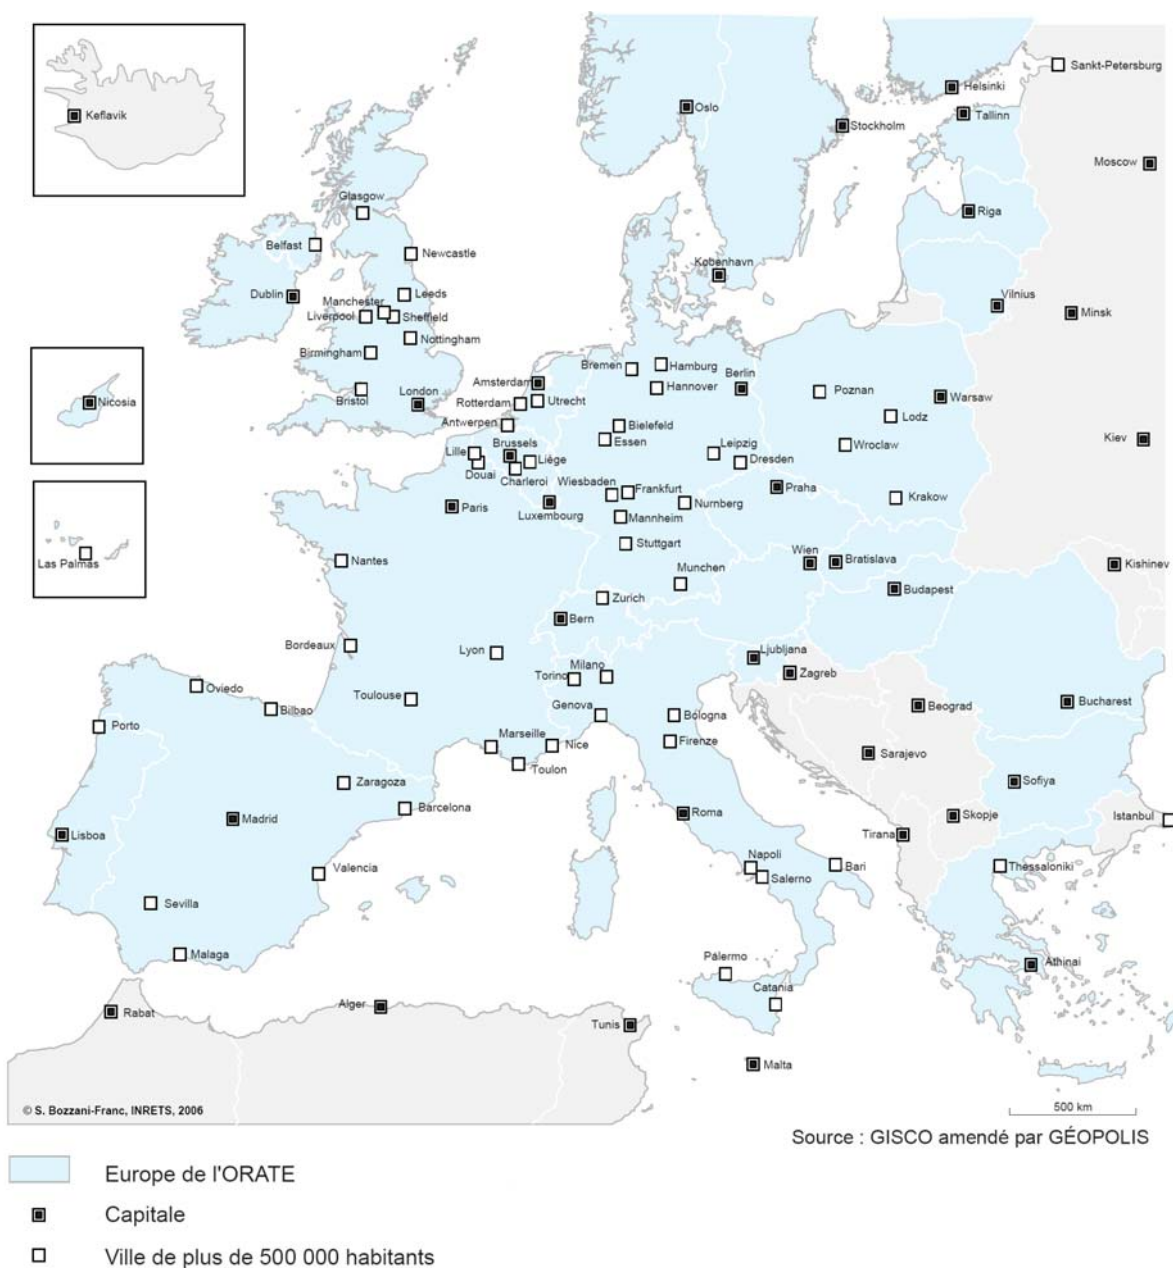 Sankt-Petersburg
Helsinki
Keflavik
Oslo
Tallinn
Stockholm
Moscow
Glasgow
Riga
Belfast
Newcastle
København
Dublin
Leeds
Manchester
Vilnius
Liverpool
Sheffield
Minsk
Nottingham
Birmingham
Bremen
Hamburg
Amsterdam
Berlin
Hannover
Nicosia
Bristol
London
Rotterdam
Utrecht
Poznan
Warsaw
Lodz
Antwerpen
Bielefeld
Essen
Kiev
Brussels
Lille
Liège
Leipzig
Wroclaw
Douai
Charleroi
Dresden
Wiesbaden
Frankfurt
Praha
Krakow
Paris
Luxembourg
Nurnberg
Mannheim
Stuttgart
Wien
Bratislava
Las Palmas
Nantes
Kishinev
Munchen
Budapest
Zurich
Bern
Bordeaux
Lyon
Ljubljana
Milano
Torino
Zagreb
Oviedo
Toulouse
Bilbao
Genova
Beograd
Bucharest
Porto
Bologna
Marseille
Nice
Firenze
Sarajevo
Toulon
Zaragoza
Sofiya
Barcelona
Madrid
Roma
Skopje
Istanbul
Lisboa
Tirana
Napoli
Bari
Thessaloniki
Valencia
Salerno
Sevilla
Malaga
Palermo
Athinai
Catania
Rabat
Alger
Tunis
Malta
© S. Bozzani-Franc, INRETS, 2006
500 km
Source : GISCO amendé par GÉOPOLIS
Europe de l'ORATE
Capitale
Ville de plus de 500 000 habitants